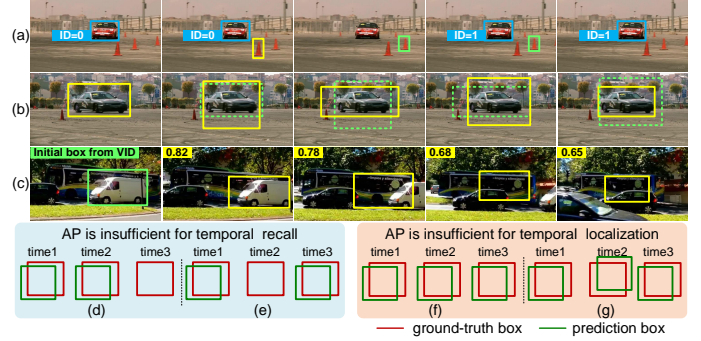 (a)
ID=0
ID=0
ID=1
ID=1
(b)
(c)
Initial box from VID
0.82
0.78
0.68
0.65
AP is insufficient for temporal recall
time1 time2 time3 time1 time2 time3
(d) (e)
AP is insufficient for temporal localization
time1 time2 time3 time1 time2 time3
(f) (g)
ground-truth box prediction box